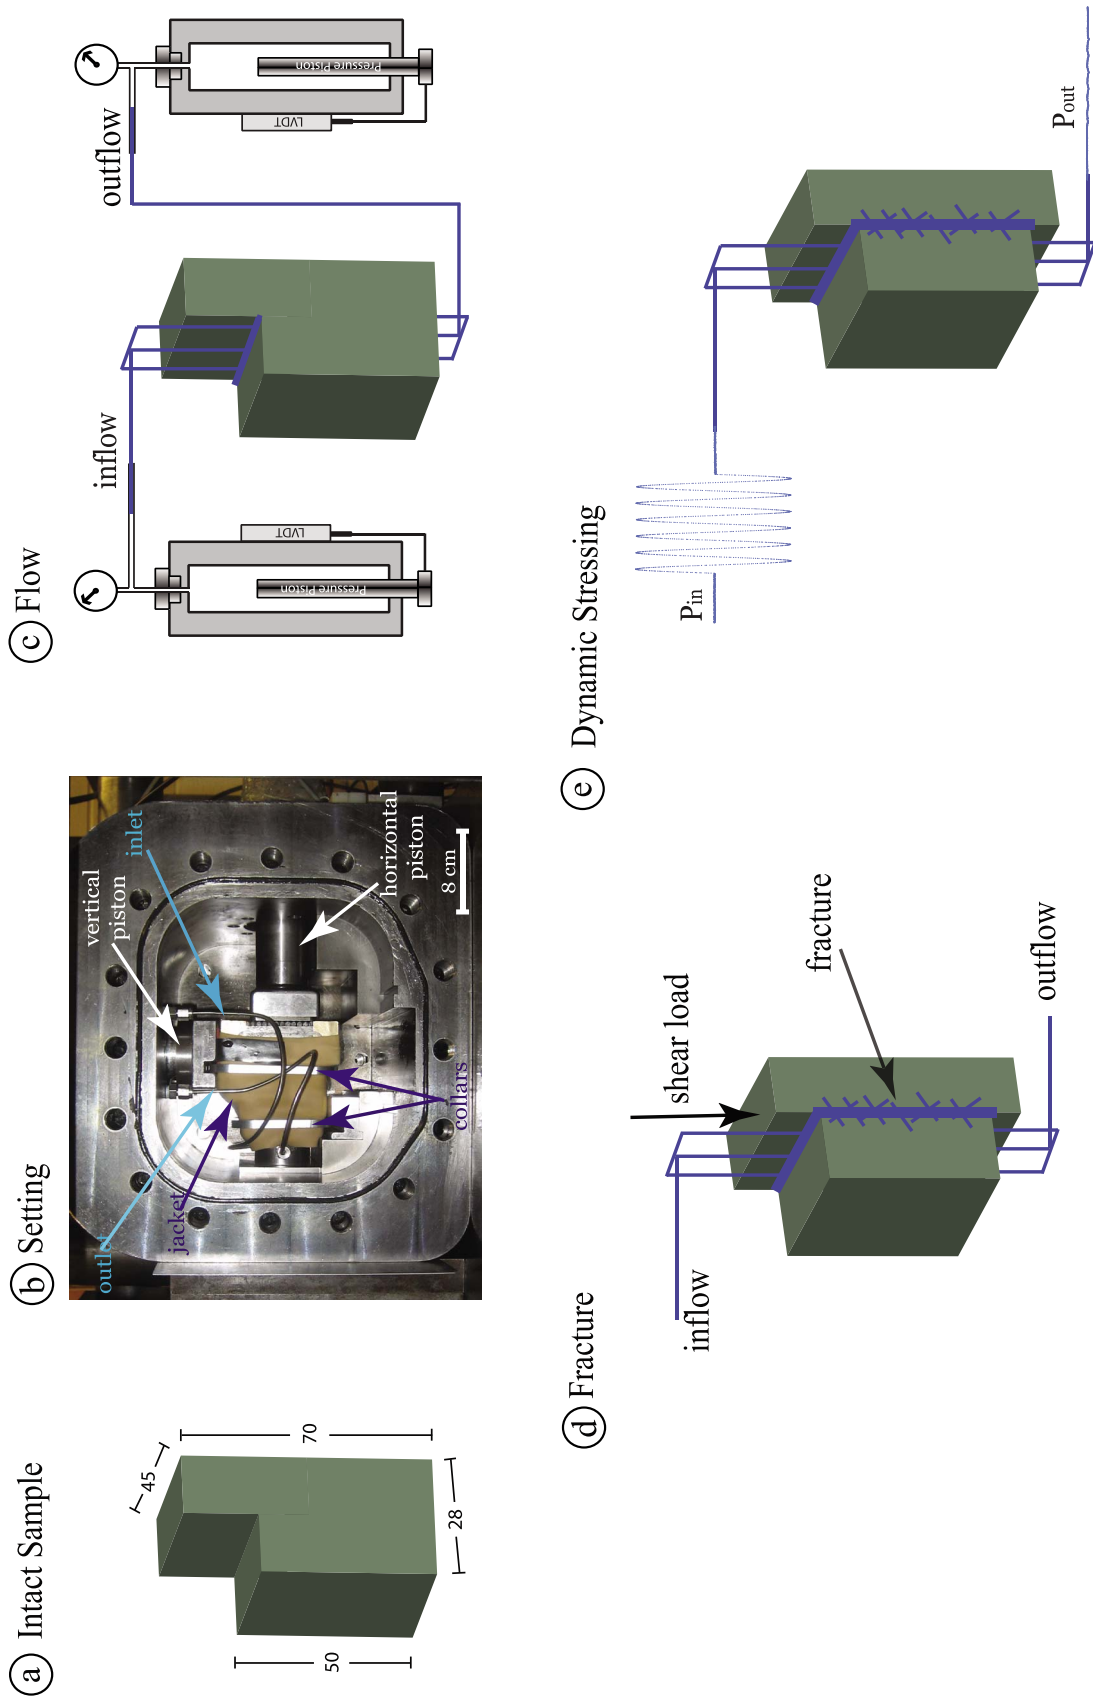 a Intact Sample
45
70
28
50
b Setting
outlet
jacket
vertical
piston
inlet
horizontal
piston
collars
8 cm
c Flow
inflow
outflow
LVDT
Pressure Piston
LVDT
Pressure Piston
d Fracture
inflow
shear load
fracture
outflow
e Dynamic Stressing
Pin
Pout